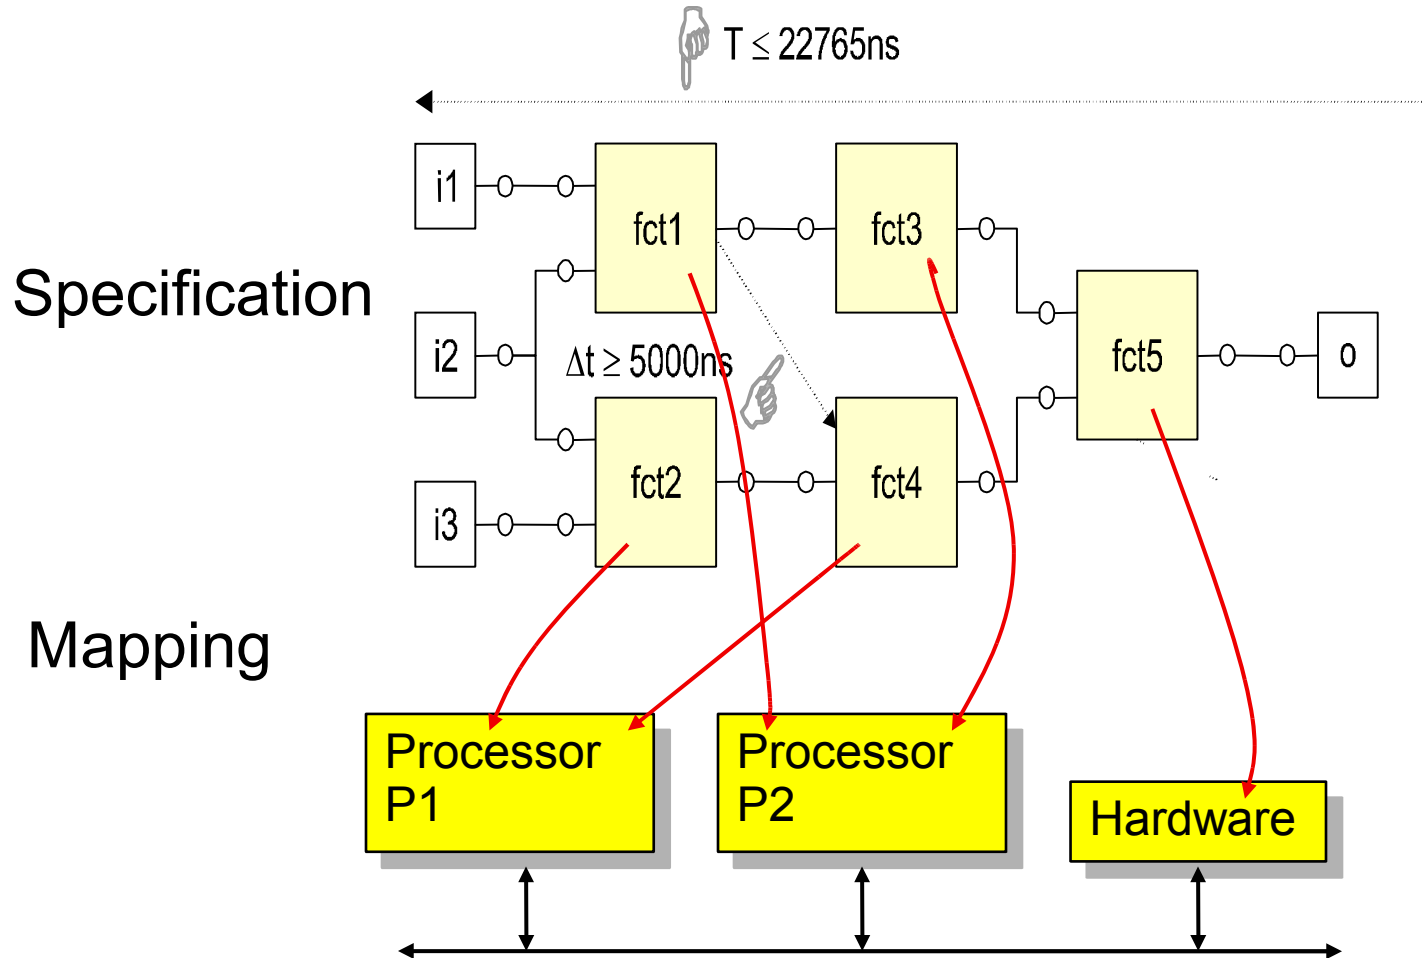 T ≤ 22765ns
i1
fct1
fct3
Specification
i2
Δt ≥ 5000ns
fct5
o
i3
fct2
fct4
Mapping
Processor
P1
Processor
P2
Hardware